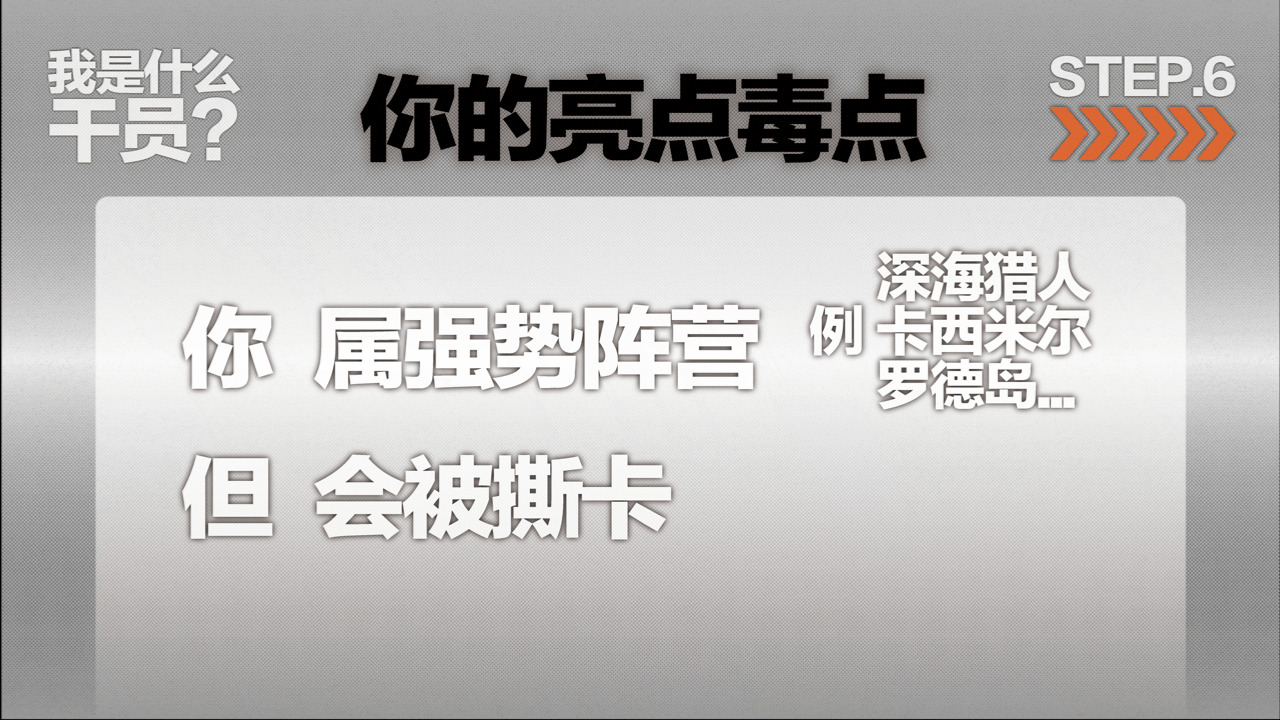 我是什么
干员?
你的亮点毒点
STEP.6
你 属强势阵营
例 深海猎人
卡西米尔
罗德岛...
但 会被撕卡